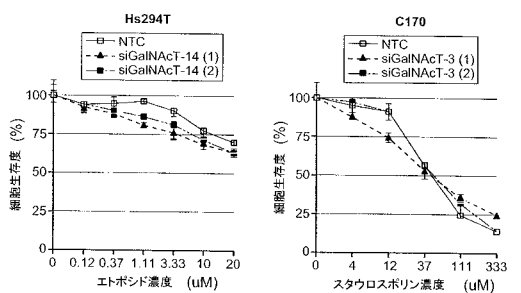 Hs294T
NTC
siGalNAcT-14 (1)
siGalNAcT-14 (2)
細胞生存度 (%)
100
75
50
25
0
0 0.12 0.37 1.11 3.33 10 20
エトポシド濃度 (uM)
C170
NTC
siGalNAcT-3 (1)
siGalNAcT-3 (2)
細胞生存度 (%)
100
75
50
25
0
0 4 12 37 111 333
スタウロスポリン濃度 (uM)